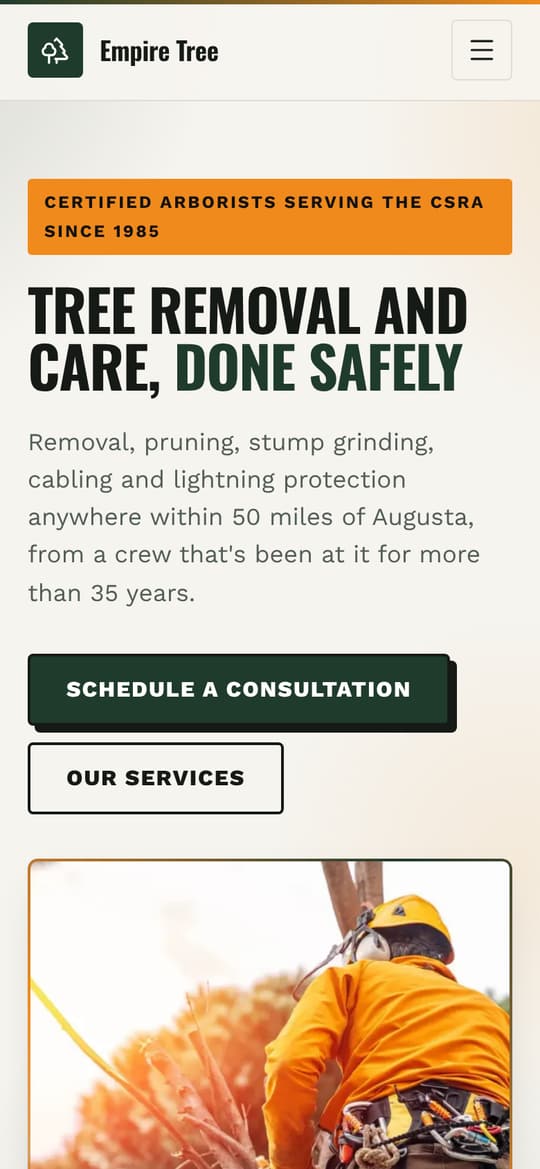 Empire Tree
CERTIFIED ARBORISTS SERVING THE CSRA
SINCE 1985
TREE REMOVAL AND
CARE, DONE SAFELY
Removal, pruning, stump grinding,
cabling and lightning protection
anywhere within 50 miles of Augusta,
from a crew that's been at it for more
than 35 years.
SCHEDULE A CONSULTATION
OUR SERVICES